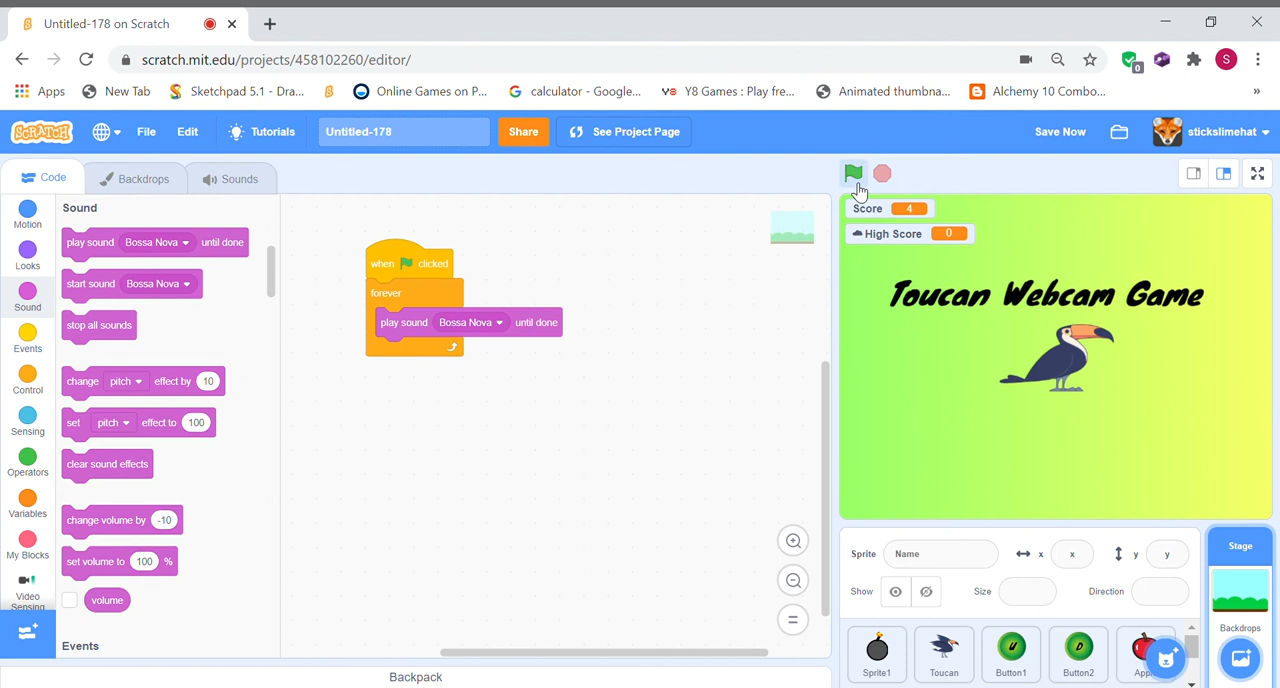 Untitled-178 on Scratch
scratch.mit.edu/projects/458102260/editor/
0
S
Apps
New Tab
Sketchpad 5.1 - Dra...
Online Games on P...
calculator - Google...
Y8 Games : Play fre...
Animated thumbna...
Alchemy 10 Combo...
»
SCRATCH
File
Edit
Tutorials
Untitled-178
Share
See Project Page
Save Now
stickslimehat
Code
Backdrops
Sounds
Motion
Looks
Sound
Events
Control
Sensing
Operators
Variables
My Blocks
Video
Sensing
Sound
play sound Bossa Nova until done
start sound Bossa Nova
stop all sounds
change pitch effect by 10
set pitch effect to 100
clear sound effects
change volume by -10
set volume to 100 %
volume
Events
when clicked
forever
play sound Bossa Nova until done
Backpack
Score 4
High Score 0
Toucan Webcam Game
Sprite Name x x y y
Show Size Direction
Sprite1
Toucan
U
Button1
D
Button2
App
Stage
Backdrops